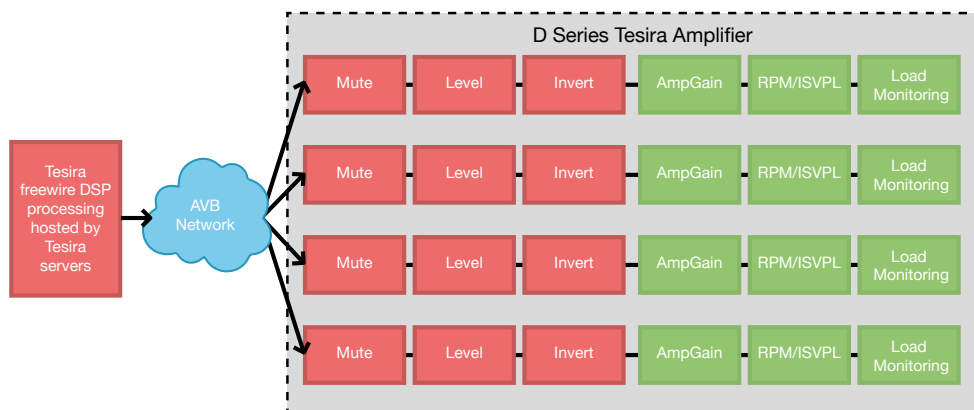 D Series Tesira Amplifier
Mute
Level
Invert
AmpGain
RPM/ISVPL
Load
Monitoring
Tesira
freewire DSP
processing
hosted by
Tesira
servers
AVB
Network
Mute
Level
Invert
AmpGain
RPM/ISVPL
Load
Monitoring
Mute
Level
Invert
AmpGain
RPM/ISVPL
Load
Monitoring
Mute
Level
Invert
AmpGain
RPM/ISVPL
Load
Monitoring